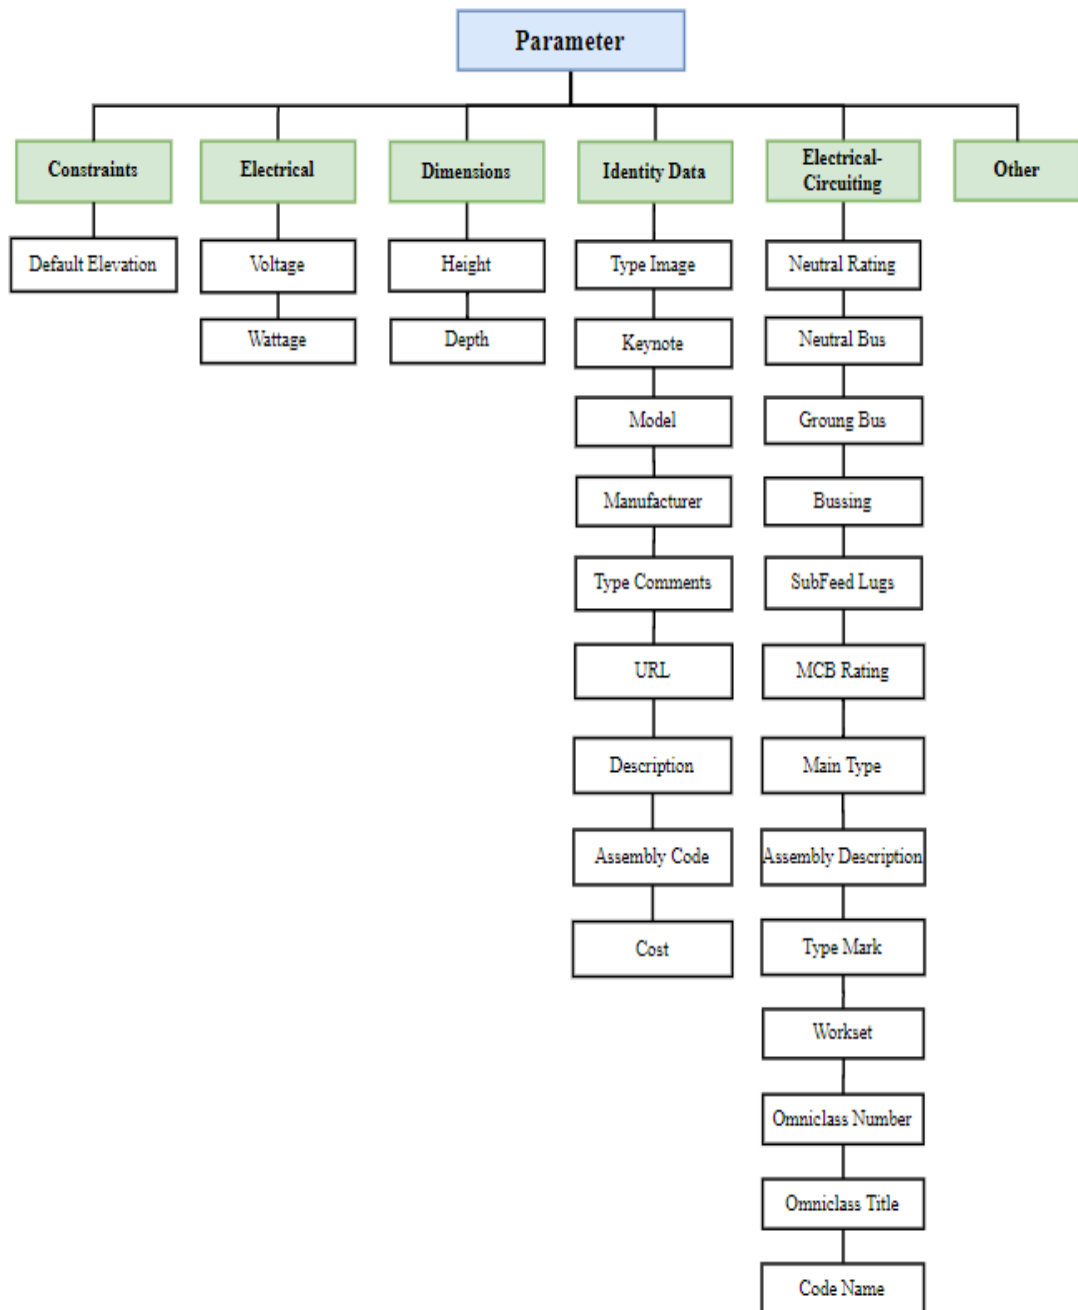 Parameter
Constraints
Electrical
Dimensions
Identity Data
Electrical-
Circuiting
Other
Default Elevation
Voltage
Height
Type Image
Neutral Rating
Wattage
Depth
Keynote
Neutral Bus
Model
Groung Bus
Manufacturer
Bussing
Type Comments
SubFeed Lugs
URL
MCB Rating
Description
Main Type
Assembly Code
Assembly Description
Cost
Type Mark
Workset
Omniclass Number
Omniclass Title
Code Name